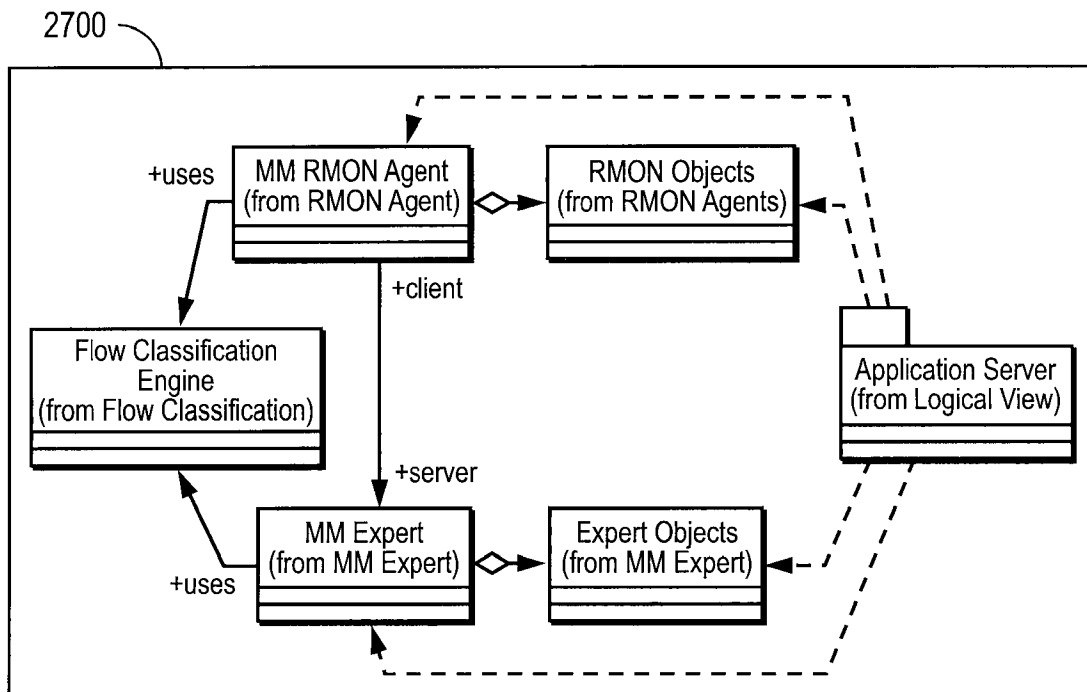 2700
+uses
MM RMON Agent
(from RMON Agent)
RMON Objects
(from RMON Agents)
+client
Flow Classification
Engine
(from Flow Classification)
Application Server
(from Logical View)
+server
MM Expert
(from MM Expert)
Expert Objects
(from MM Expert)
+uses